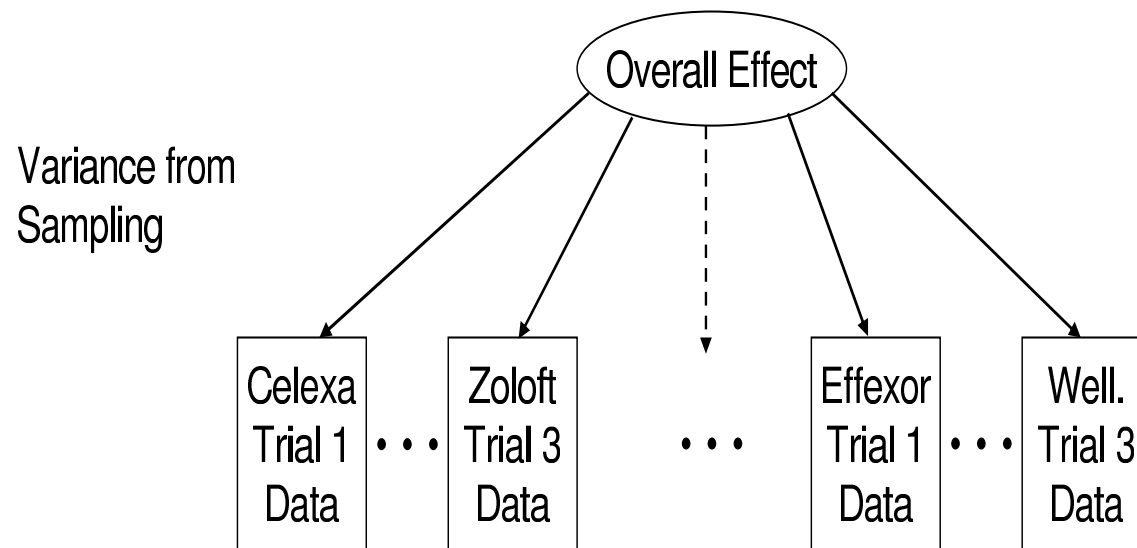 Overall Effect
Variance from
Sampling
Celexa
Trial 1
Data
• • •
Zoloft
Trial 3
Data
• • •
Effexor
Trial 1
Data
• • •
Well.
Trial 3
Data